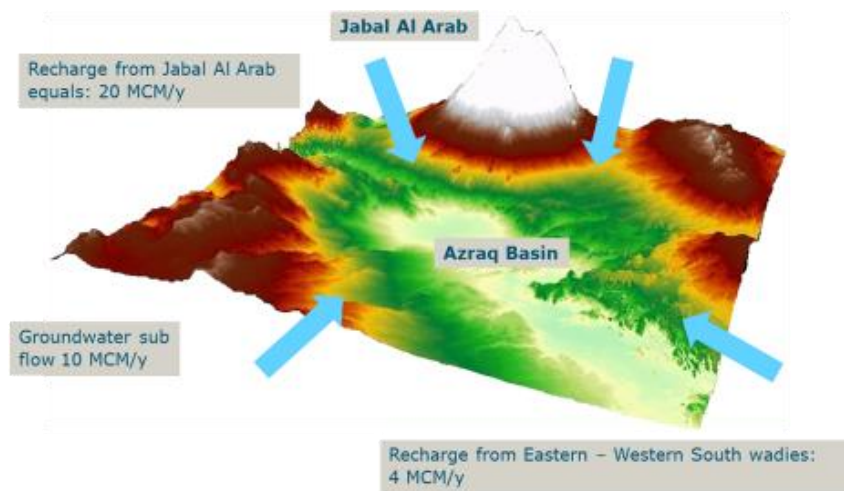 Jabal Al Arab
Recharge from Jabal Al Arab
equals: 20 MCM/y
Azraq Basin
Groundwater sub
flow 10 MCM/y
Recharge from Eastern – Western South wadies:
4 MCM/y